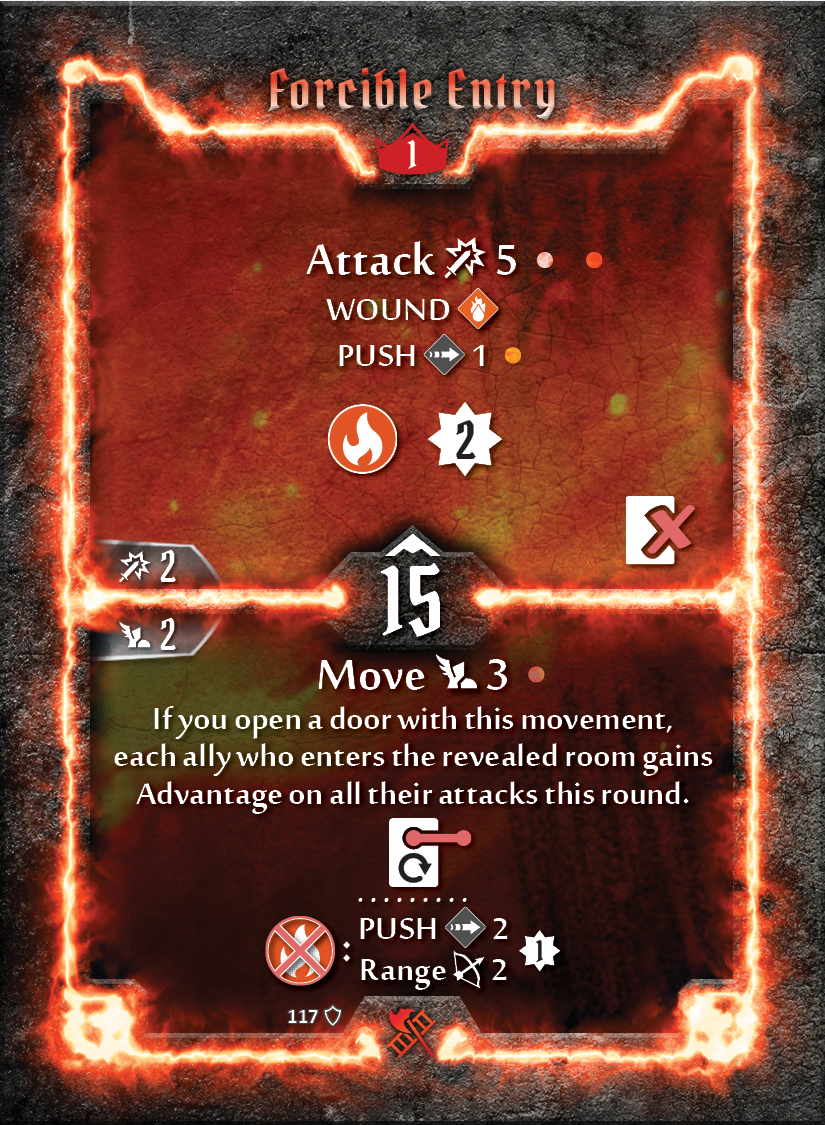 Forcible Entry
1
Attack 5
WOUND
PUSH 1
2
2
15
2
Move 3
If you open a door with this movement,
each ally who enters the revealed room gains
Advantage on all their attacks this round.
: PUSH 2
Range 2
1
117